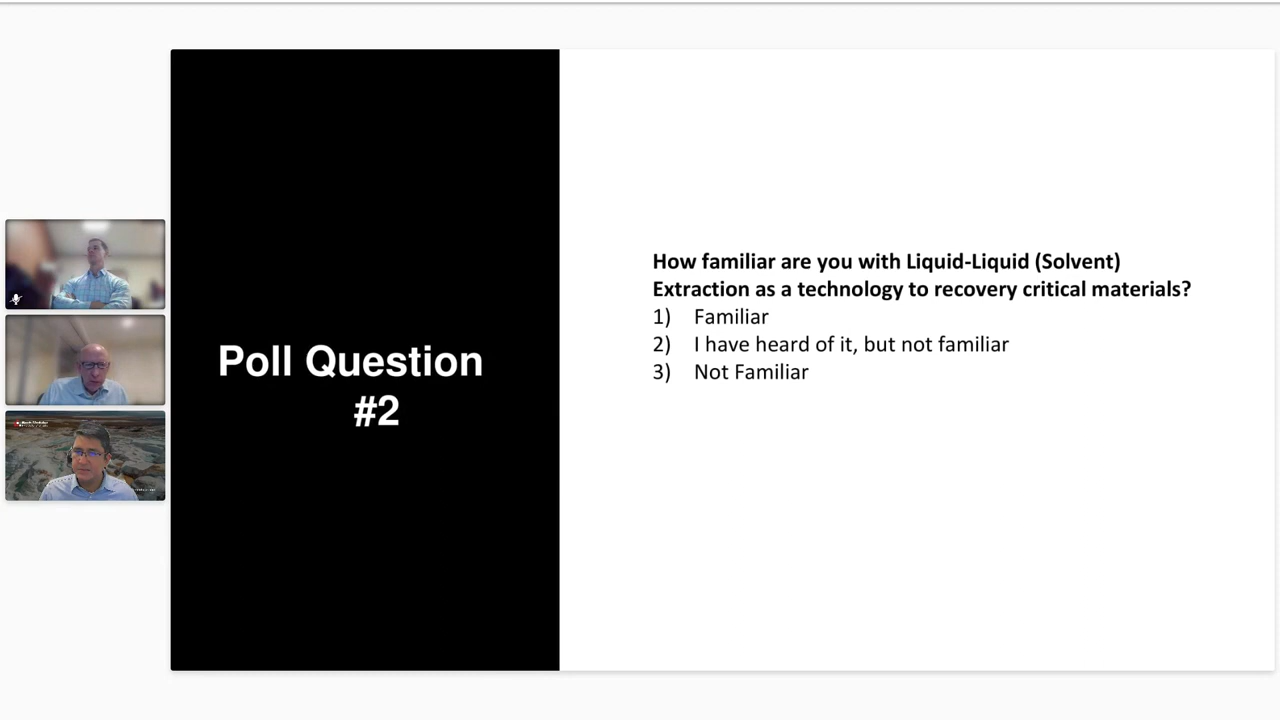 Poll Question
#2
How familiar are you with Liquid-Liquid (Solvent)
Extraction as a technology to recovery critical materials?
1) Familiar
2) I have heard of it, but not familiar
3) Not Familiar